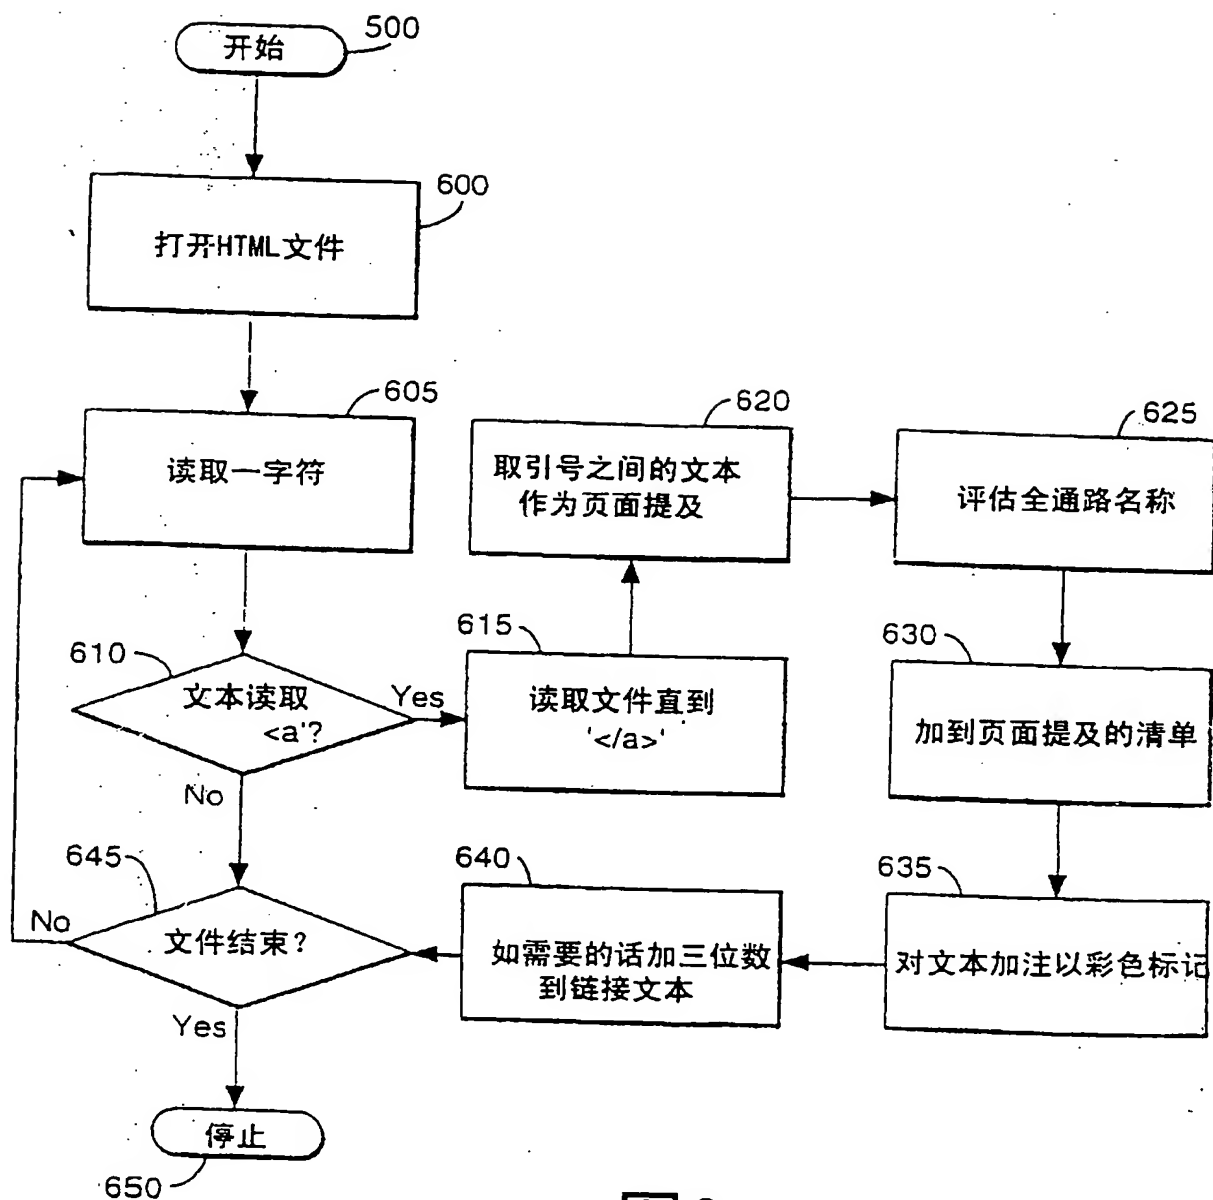 开始
500
600
打开HTML文件
605
读取一字符
620
取引号之间的文本
作为页面提及
625
评估全通路名称
610
文本读取
<a'?
Yes
No
615
读取文件直到
'</a>'
630
加到页面提及的清单
635
对文本加注以彩色标记
640
如需要的话加三位数
到链接文本
645
文件结束?
No
Yes
停止
650